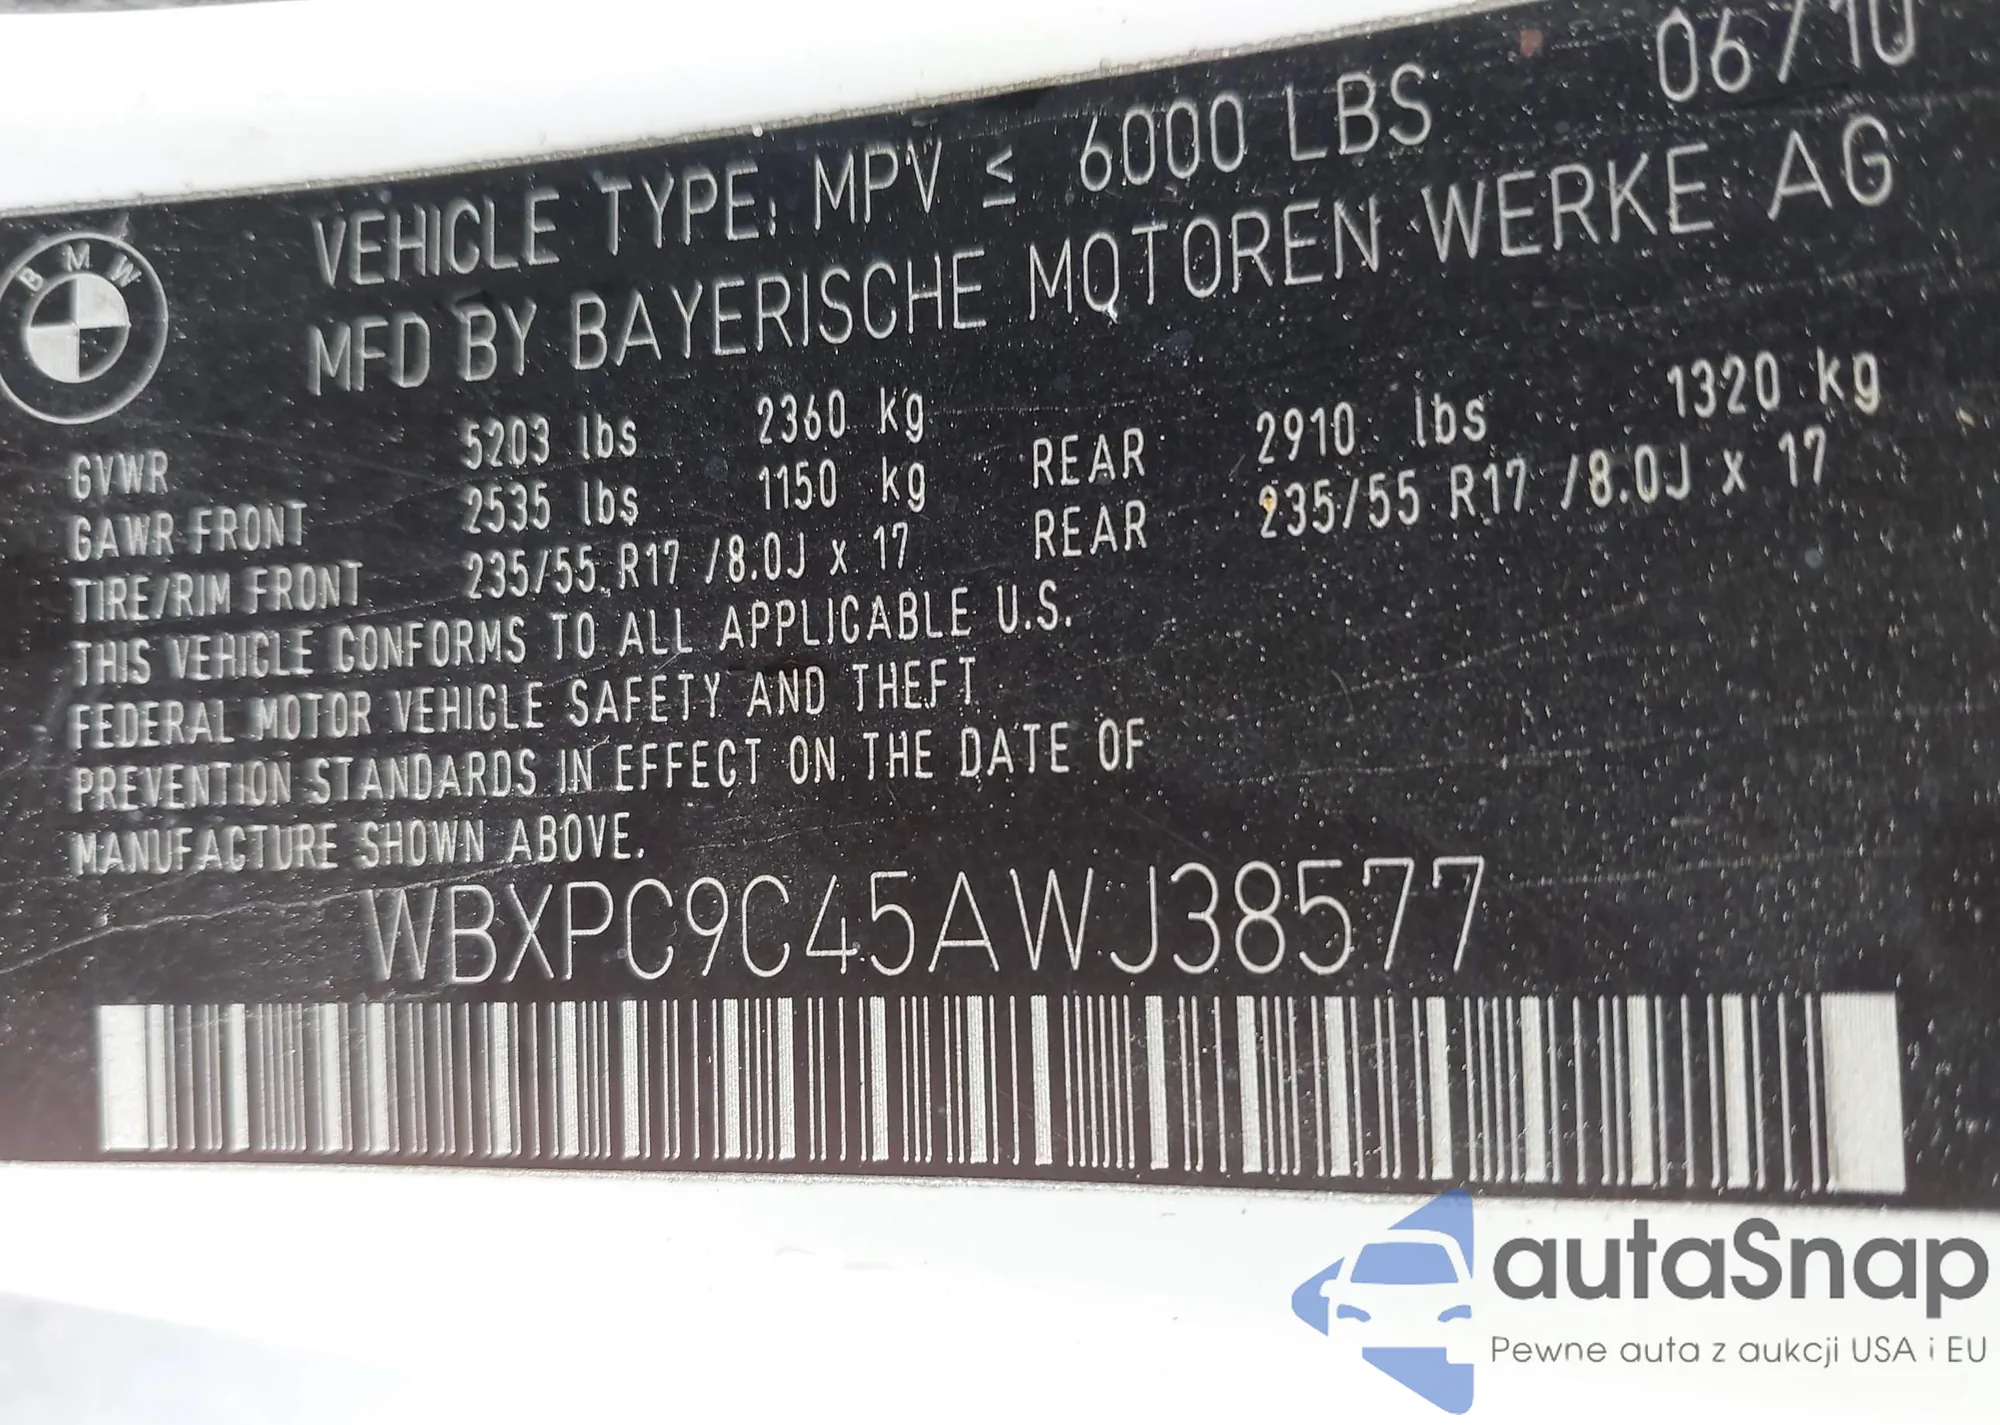 06/10
VEHICLE TYPE: MPV ≤ 6000 LBS
BMW
MFD BY BAYERISCHE MOTOREN WERKE AG
GVWR 5203 lbs 2360 kg
GAWR FRONT 2535 lbs 1150 kg REAR 2910 lbs 1320 kg
TIRE/RIM FRONT 235/55 R17 /8.0J x 17 REAR 235/55 R17 /8.0J x 17
THIS VEHICLE CONFORMS TO ALL APPLICABLE U.S.
FEDERAL MOTOR VEHICLE SAFETY AND THEFT
PREVENTION STANDARDS IN EFFECT ON THE DATE OF
MANUFACTURE SHOWN ABOVE.
WBXPC9C45AWJ38577
autaSnap
Pewne auta z aukcji USA i EU